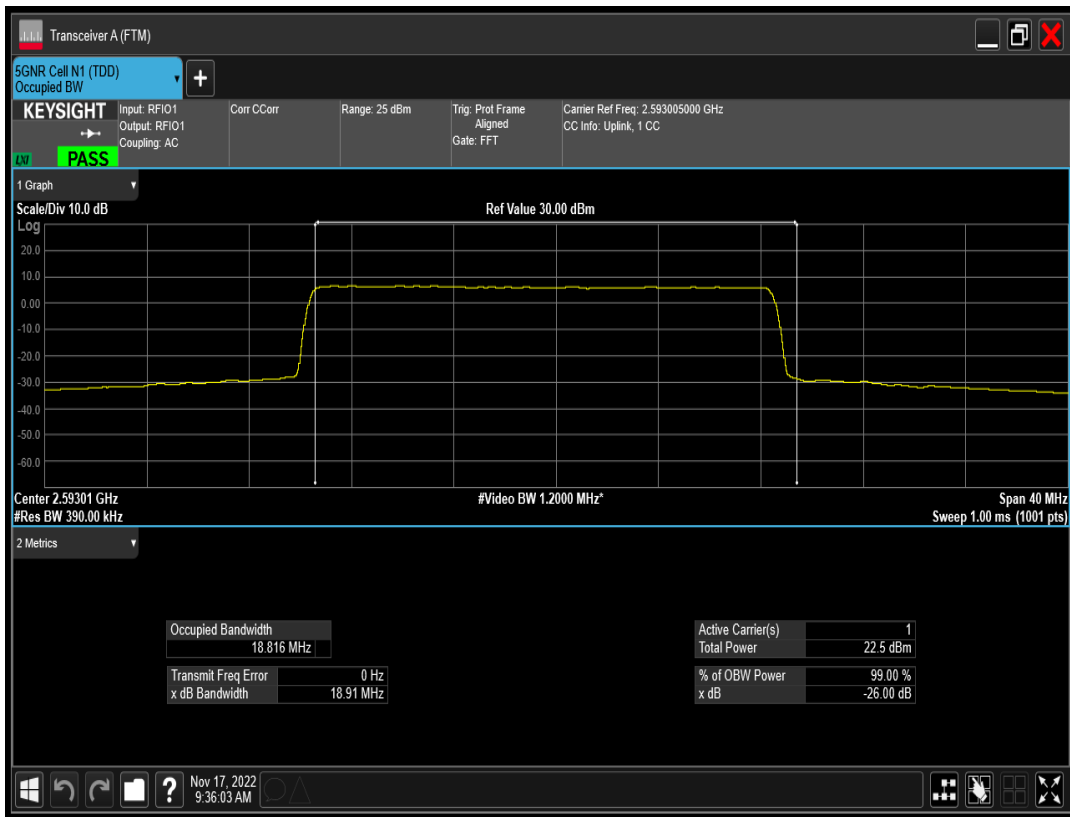 Transceiver A (FTM)
5GNR Cell N1 (TDD)
Occupied BW
+
KEYSIGHT
LXI
PASS
Input: RFIO1
Output: RFIO1
Coupling: AC
Corr CCorr
Range: 25 dBm
Trig: Prot Frame
Aligned
Gate: FFT
Carrier Ref Freq: 2.593005000 GHz
CC Info: Uplink, 1 CC
1 Graph
Scale/Div 10.0 dB
Ref Value 30.00 dBm
Log
20.0
10.0
0.00
-10.0
-20.0
-30.0
-40.0
-50.0
-60.0
Center 2.59301 GHz
#Video BW 1.2000 MHz*
Span 40 MHz
#Res BW 390.00 kHz
Sweep 1.00 ms (1001 pts)
2 Metrics
Occupied Bandwidth
18.816 MHz
Transmit Freq Error 0 Hz
x dB Bandwidth 18.91 MHz
Active Carrier(s) 1
Total Power 22.5 dBm
% of OBW Power 99.00 %
x dB -26.00 dB
?
Nov 17, 2022
9:36:03 AM